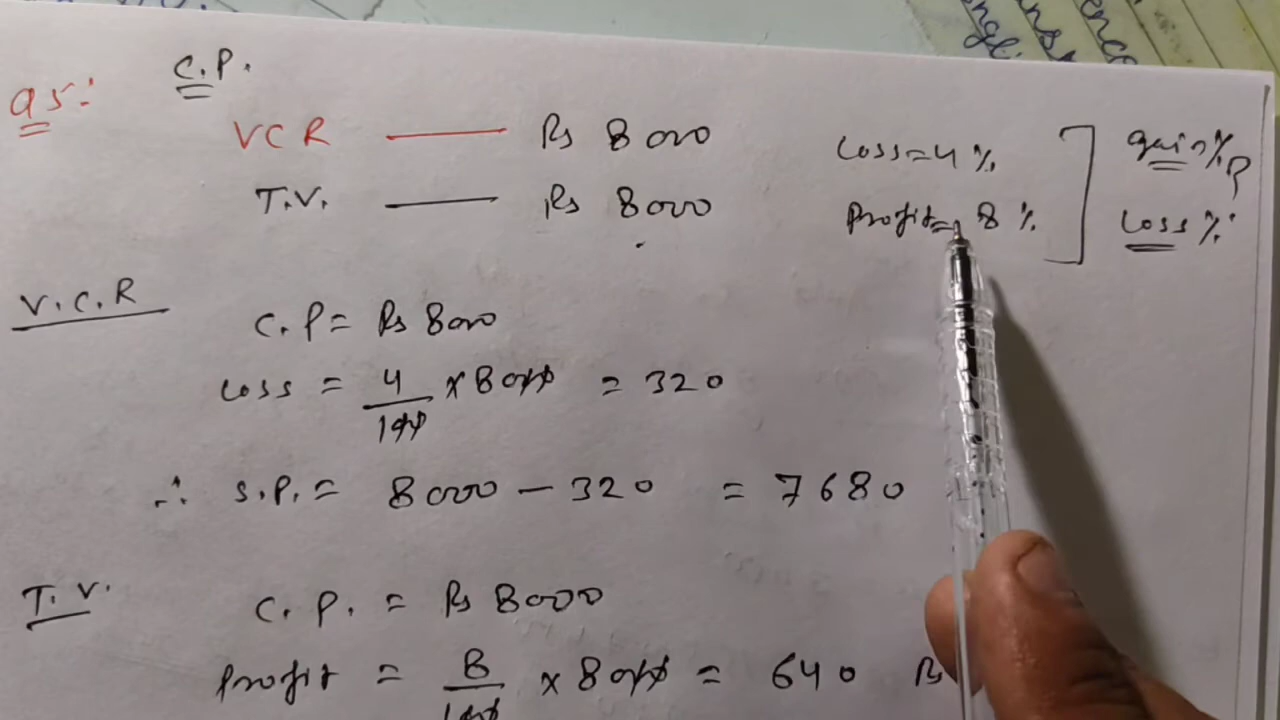 Q5:
C.P.
VCR — Rs 8000
T.V. — Rs 8000
Loss = 4 %
Profit = 8 %
gain % ?
Loss %
V.C.R
C.P = Rs 8000
Loss = 4/100 × 8000 = 320
∴ S.P. = 8000 – 320 = 7680
T.V.
C.P. = Rs 8000
Profit = 8/100 × 8000 = 640 Rs